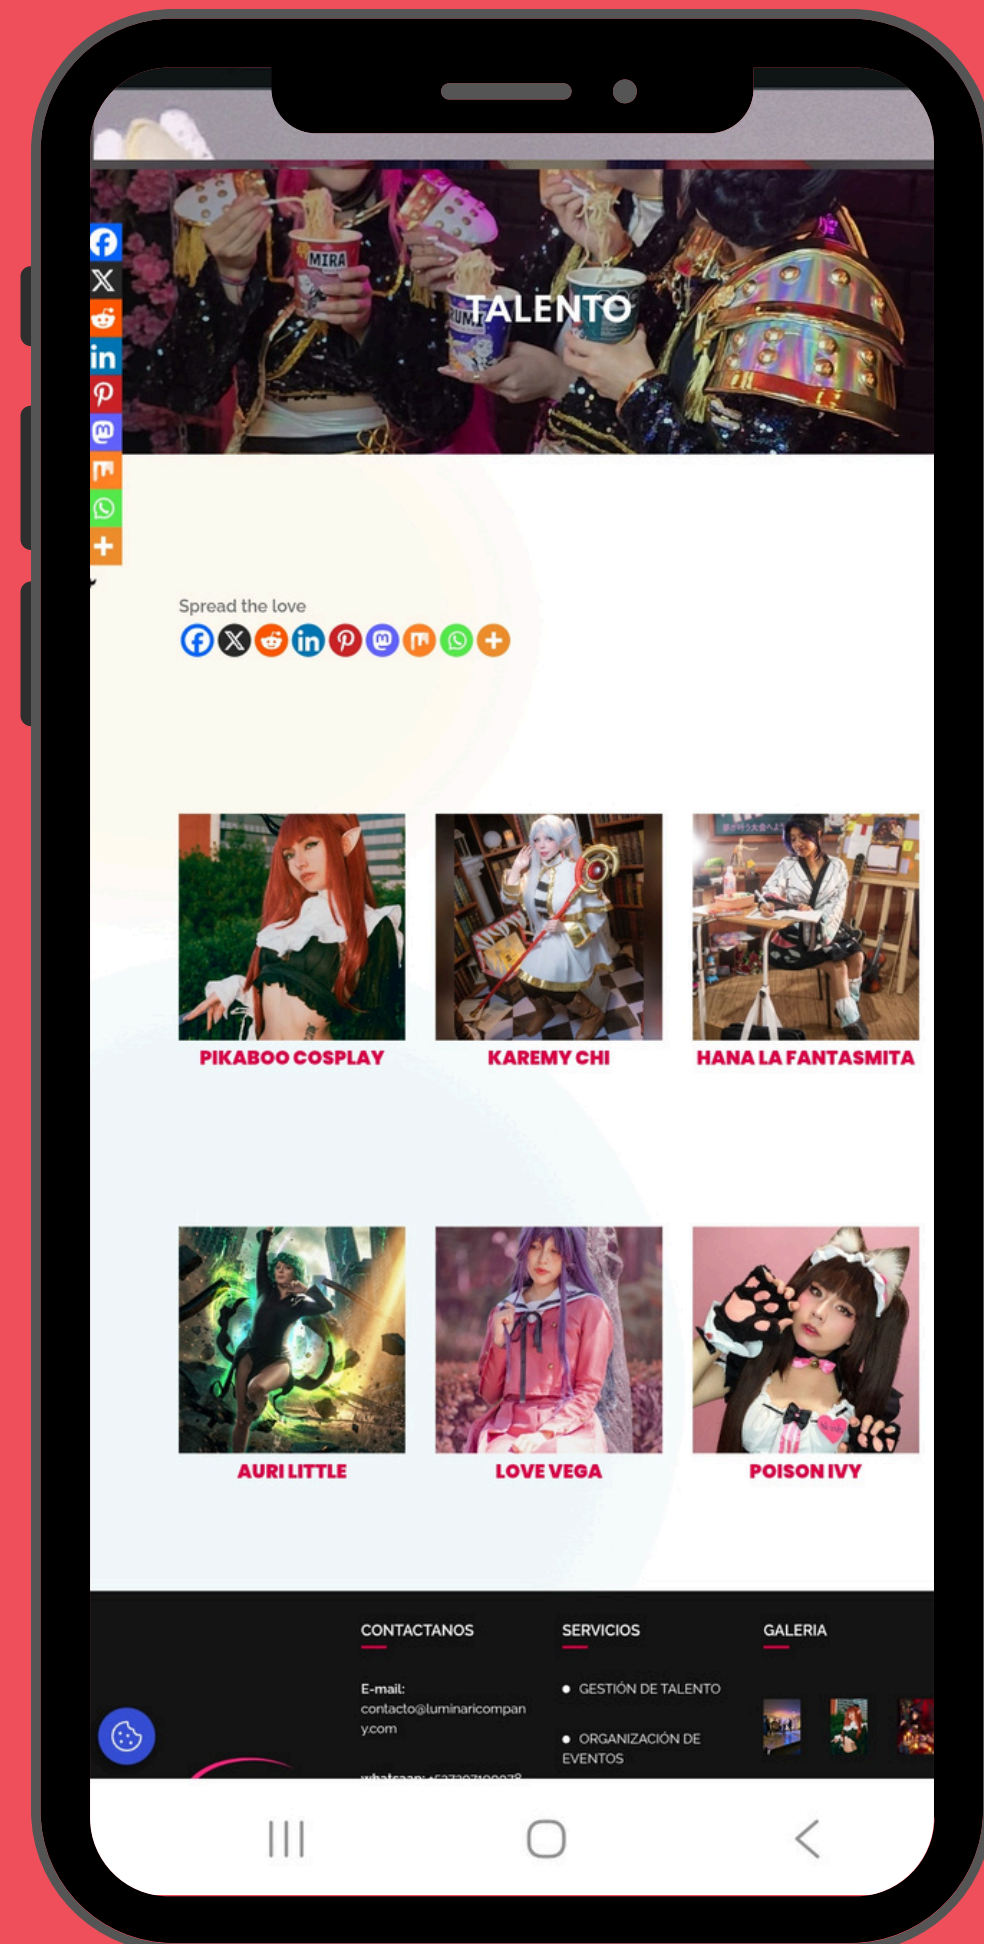 MIRA
TALENTO
Spread the love
PIKABOO COSPLAY
KAREMY CHI
HANA LA FANTASMITA
AURI LITTLE
LOVE VEGA
POISON IVY
CONTACTANOS
E-mail:
contacto@luminaricompan
y.com
SERVICIOS
● GESTIÓN DE TALENTO
● ORGANIZACIÓN DE
EVENTOS
GALERIA